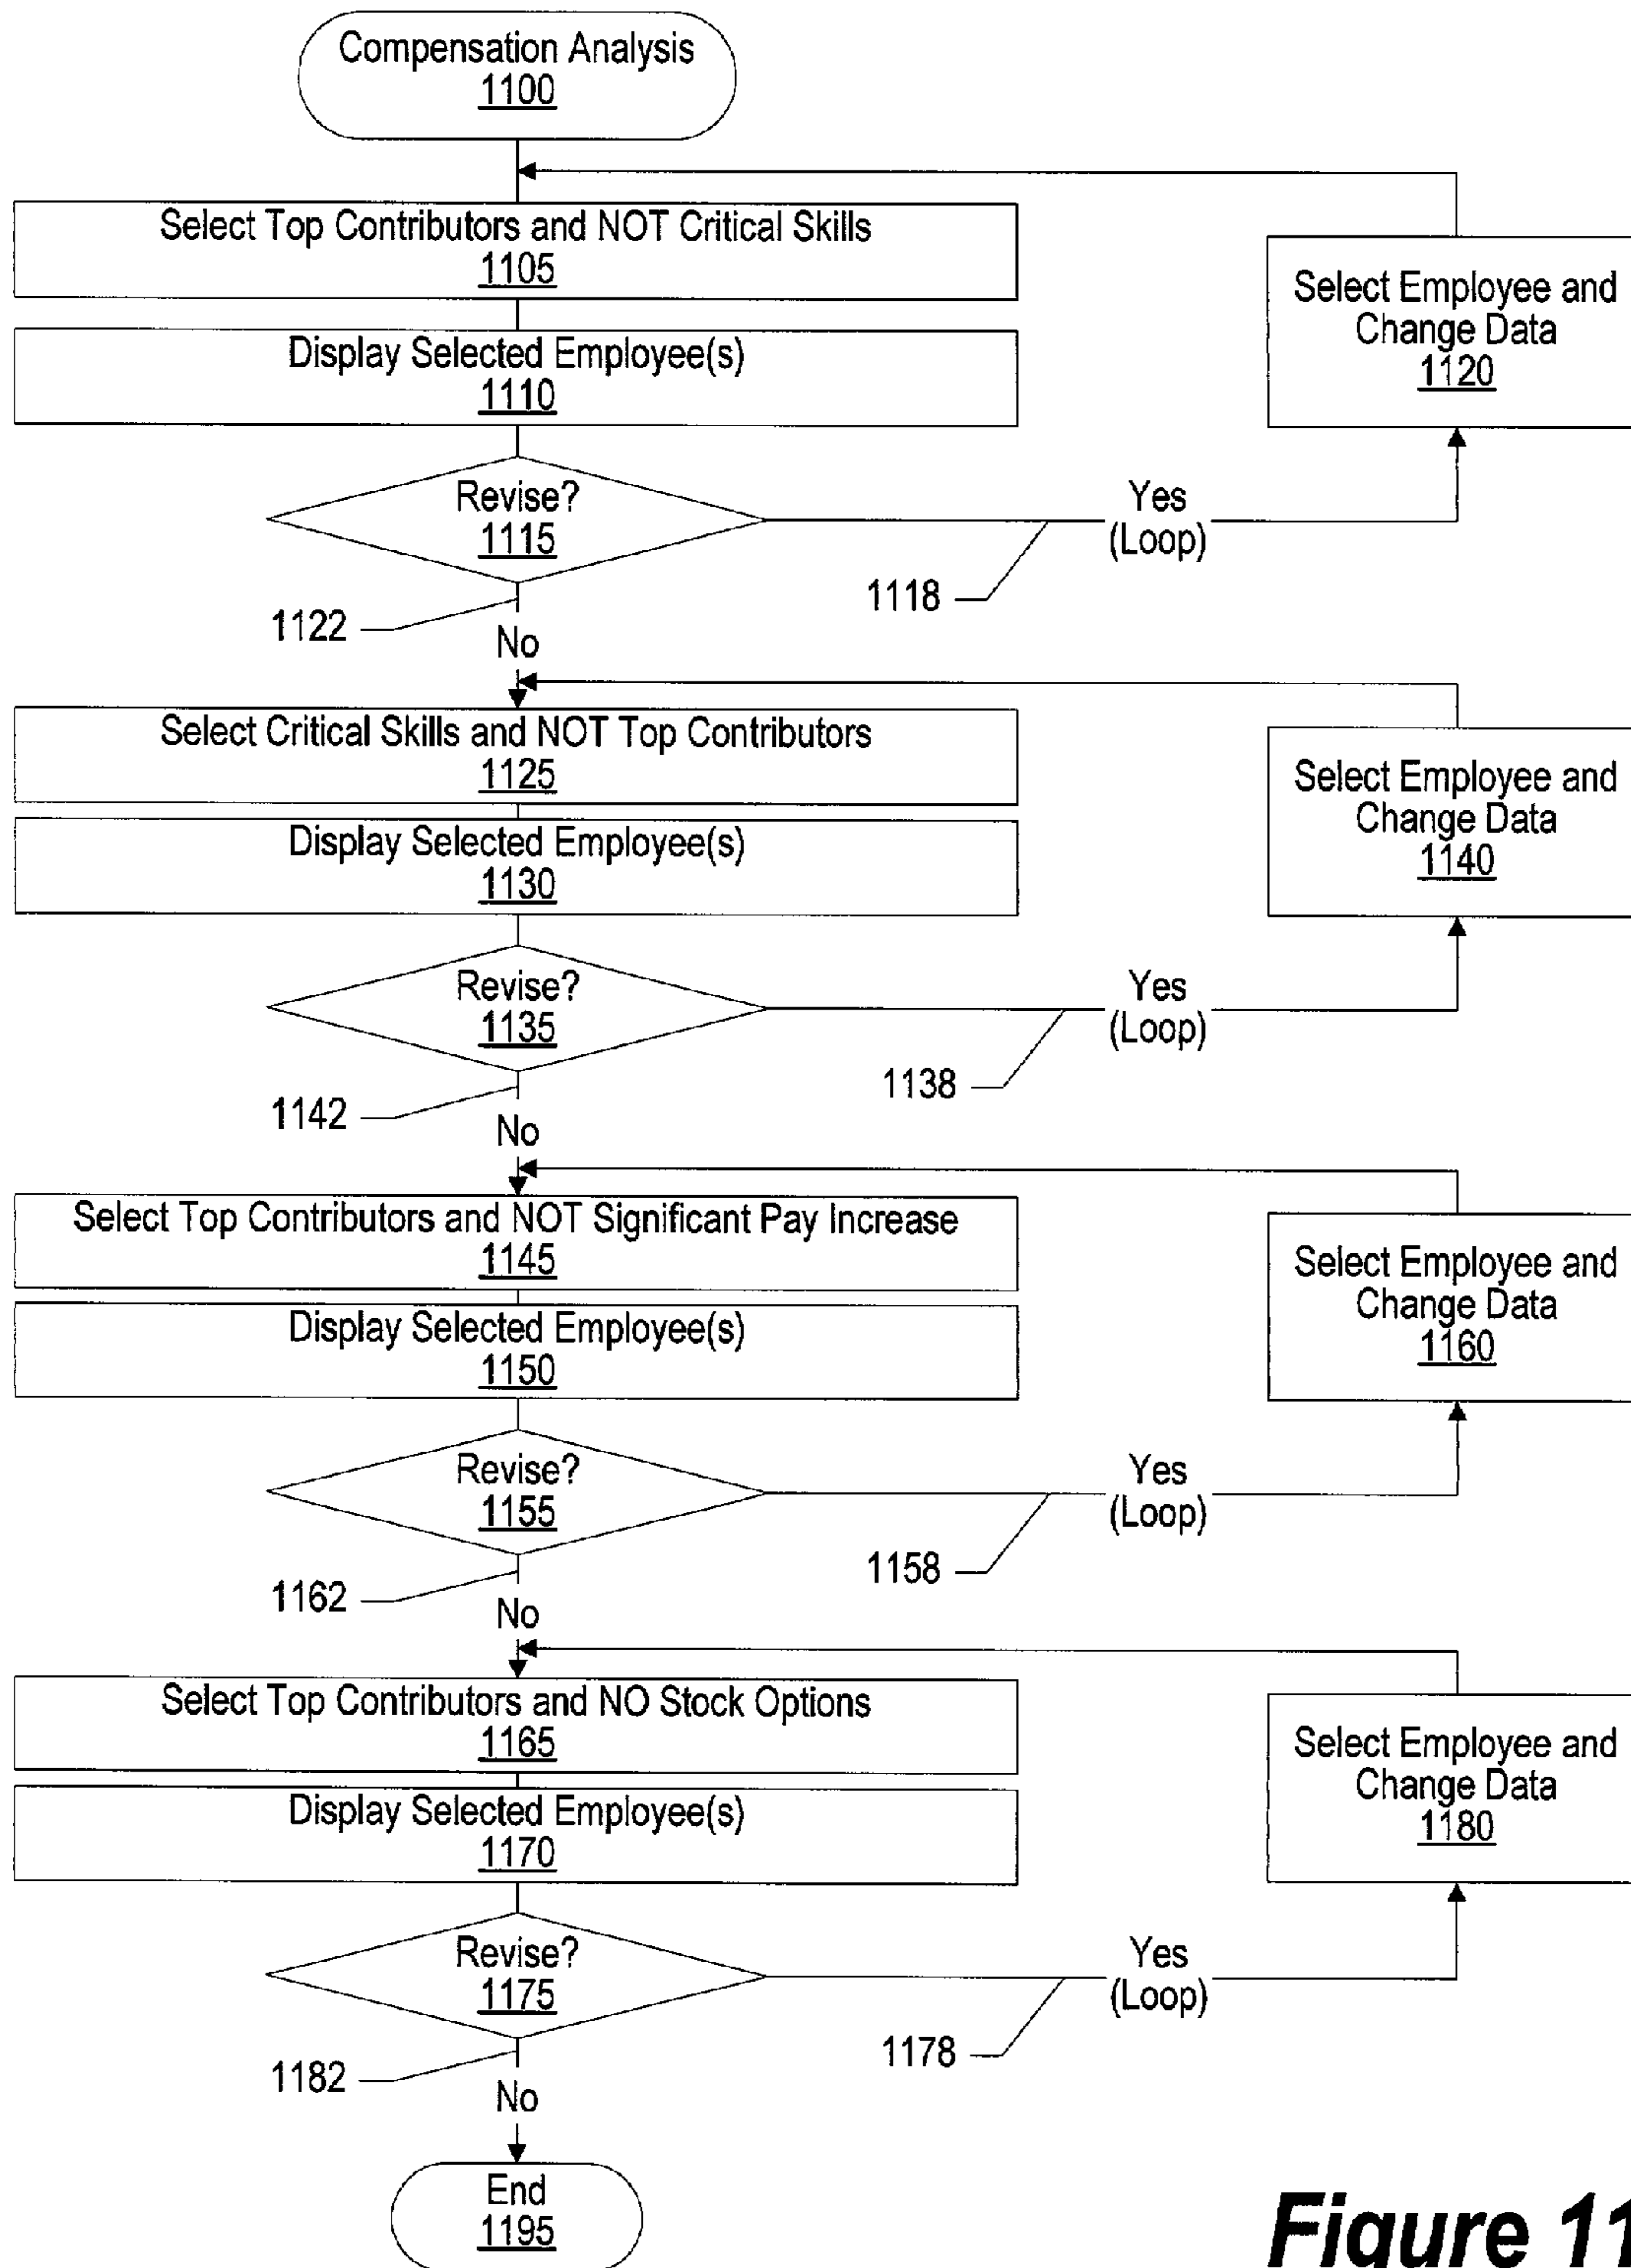 Compensation Analysis
1100
Select Top Contributors and NOT Critical Skills
1105
Select Employee and
Change Data
1120
Display Selected Employee(s)
1110
Revise?
1115
Yes
(Loop)
1118
1122
No
Select Critical Skills and NOT Top Contributors
1125
Select Employee and
Change Data
1140
Display Selected Employee(s)
1130
Revise?
1135
Yes
(Loop)
1138
1142
No
Select Top Contributors and NOT Significant Pay Increase
1145
Select Employee and
Change Data
1160
Display Selected Employee(s)
1150
Revise?
1155
Yes
(Loop)
1158
1162
No
Select Top Contributors and NO Stock Options
1165
Select Employee and
Change Data
1180
Display Selected Employee(s)
1170
Revise?
1175
Yes
(Loop)
1178
1182
No
End
1195
Figure 11